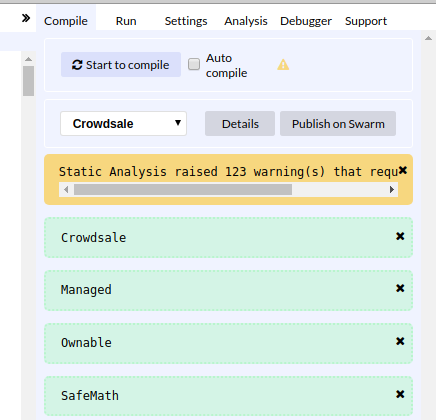 Compile Run Settings Analysis Debugger Support
Start to compile Auto compile
Crowdsale Details Publish on Swarm
Static Analysis raised 123 warning(s) that requ
Crowdsale
Managed
Ownable
SafeMath